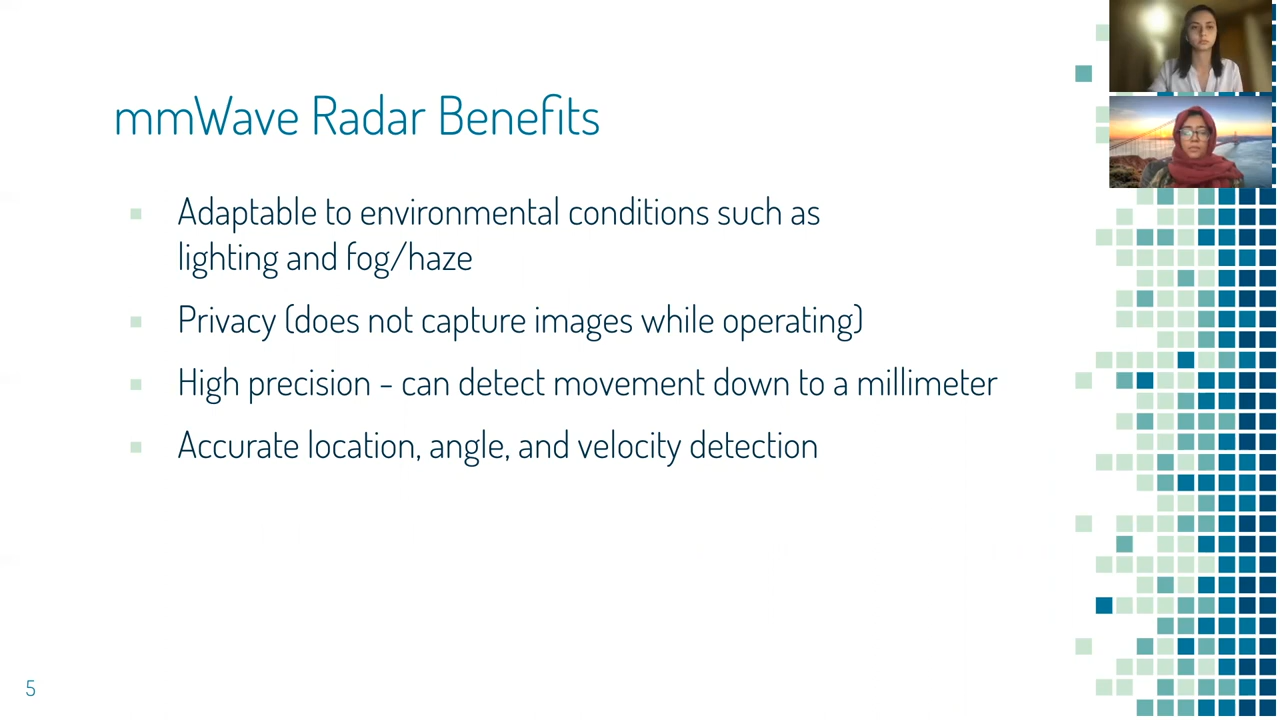 mmWave Radar Benefits
Adaptable to environmental conditions such as
lighting and fog/haze
Privacy (does not capture images while operating)
High precision - can detect movement down to a millimeter
Accurate location, angle, and velocity detection
5